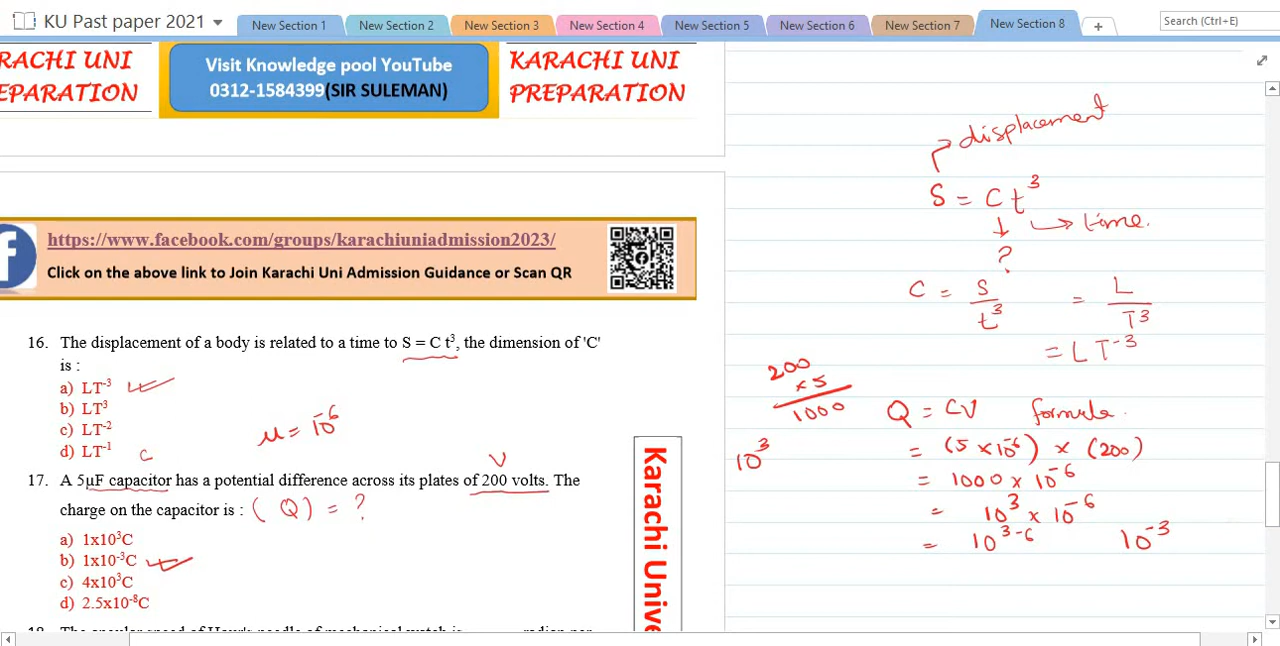 KU Past paper 2021
New Section 1
New Section 2
New Section 3
New Section 4
New Section 5
New Section 6
New Section 7
New Section 8
+
Search (Ctrl+E)
RACHI UNI
EPARATION
Visit Knowledge pool YouTube
0312-1584399(SIR SULEMAN)
KARACHI UNI
PREPARATION
https://www.facebook.com/groups/karachiuniadmission2023/
Click on the above link to Join Karachi Uni Admission Guidance or Scan QR
16. The displacement of a body is related to a time to S = C t³, the dimension of 'C'
is :
a) LT⁻³
b) LT³
c) LT⁻²
d) LT⁻¹
μ = 10⁻⁶
C
V
17. A 5μF capacitor has a potential difference across its plates of 200 volts. The
charge on the capacitor is : (Q) = ?
a) 1x10³C
b) 1x10⁻³C
c) 4x10³C
d) 2.5x10⁻⁸C
Karachi Unive
displacement
S = C t³
time.
?
C = S/t³ = L/T³
= L T⁻³
200
x 5
1000
10³
Q = CV formula.
= (5 x 10⁻⁶) x (200)
= 1000 x 10⁻⁶
= 10³ x 10⁻⁶
= 10³⁻⁶ 10⁻³